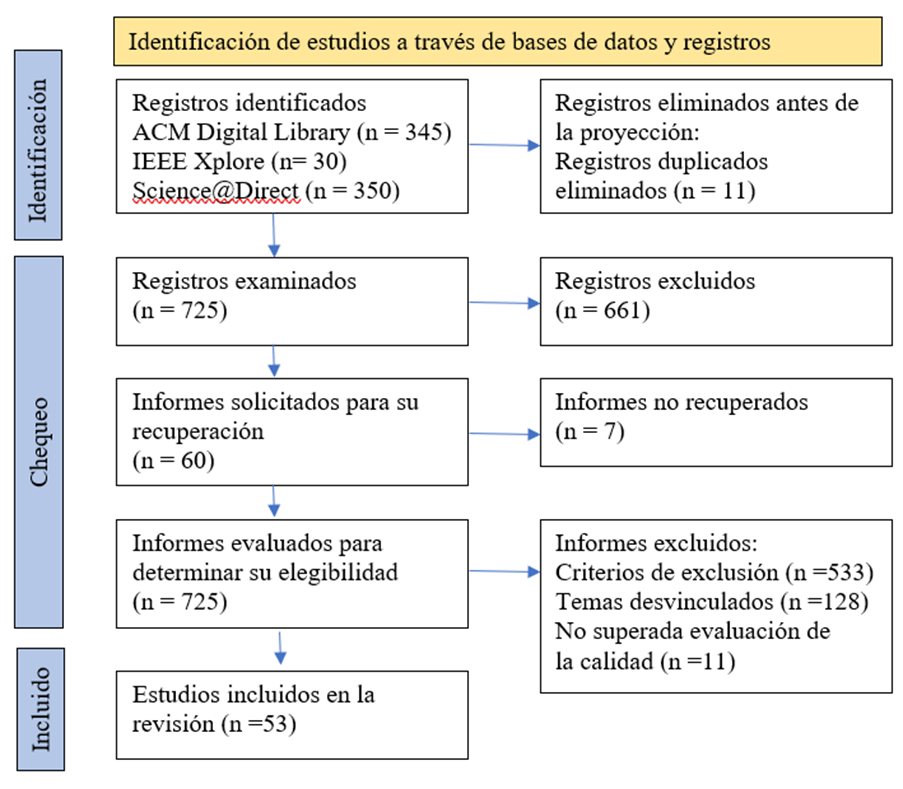 Identificación de estudios a través de bases de datos y registros
Identificación
Registros identificados
ACM Digital Library (n = 345)
IEEE Xplore (n= 30)
Science@Direct (n = 350)
Registros eliminados antes de
la proyección:
Registros duplicados
eliminados (n = 11)
Chequeo
Registros examinados
(n = 725)
Registros excluidos
(n = 661)
Informes solicitados para su
recuperación
(n = 60)
Informes no recuperados
(n = 7)
Informes evaluados para
determinar su elegibilidad
(n = 725)
Informes excluidos:
Criterios de exclusión (n =533)
Temas desvinculados (n =128)
No superada evaluación de
la calidad (n =11)
Incluido
Estudios incluidos en la
revisión (n =53)